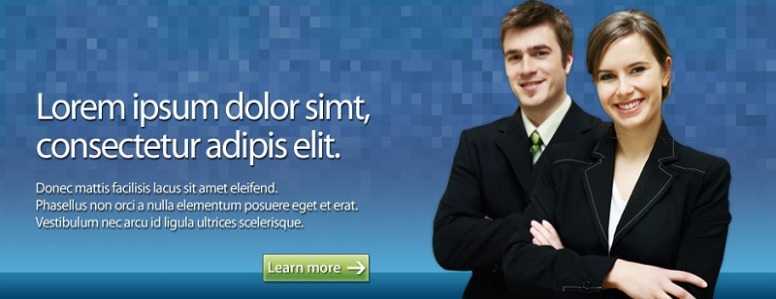 Lorem ipsum dolor simt,
consectetur adipis elit.
Donec mattis facilisis lacus sit amet eleifend.
Phasellus non orci a nulla elementum posuere eget et erat.
Vestibulum nec arcu id ligula ultrices scelerisque.
Learn more →